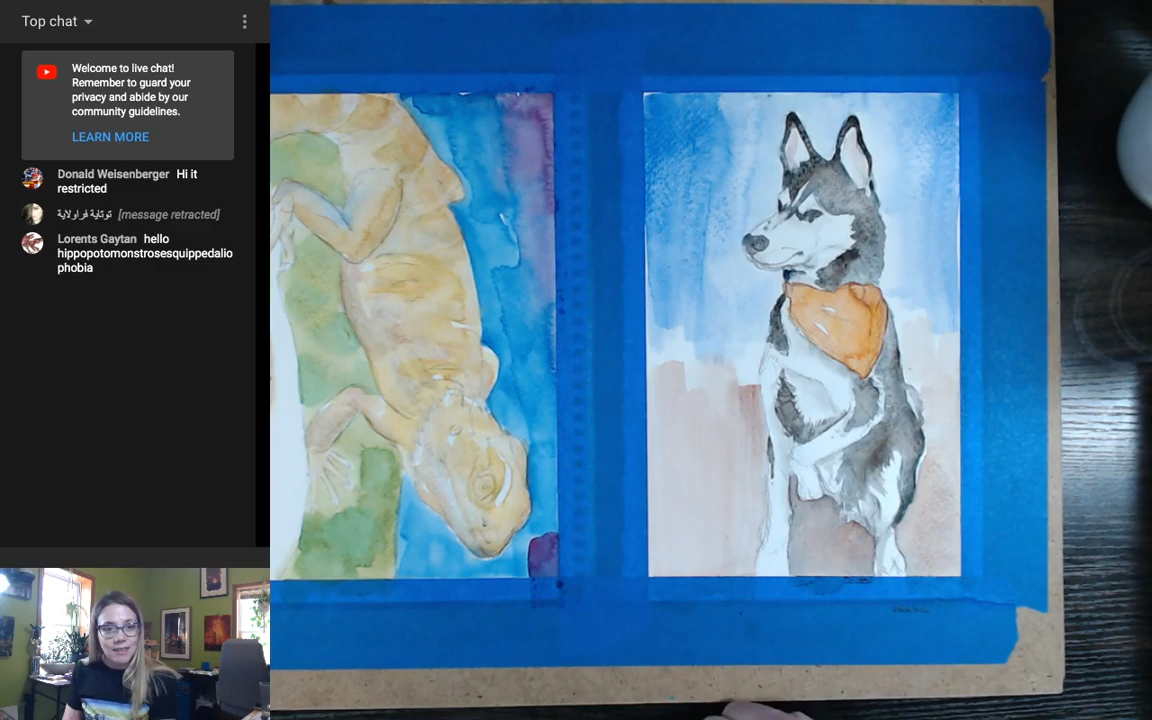 Top chat
Welcome to live chat!
Remember to guard your
privacy and abide by our
community guidelines.
LEARN MORE
Donald Weisenberger Hi it
restricted
توتاية فراولاية [message retracted]
Lorents Gaytan hello
hippopotomonstrosesquippedalio
phobia